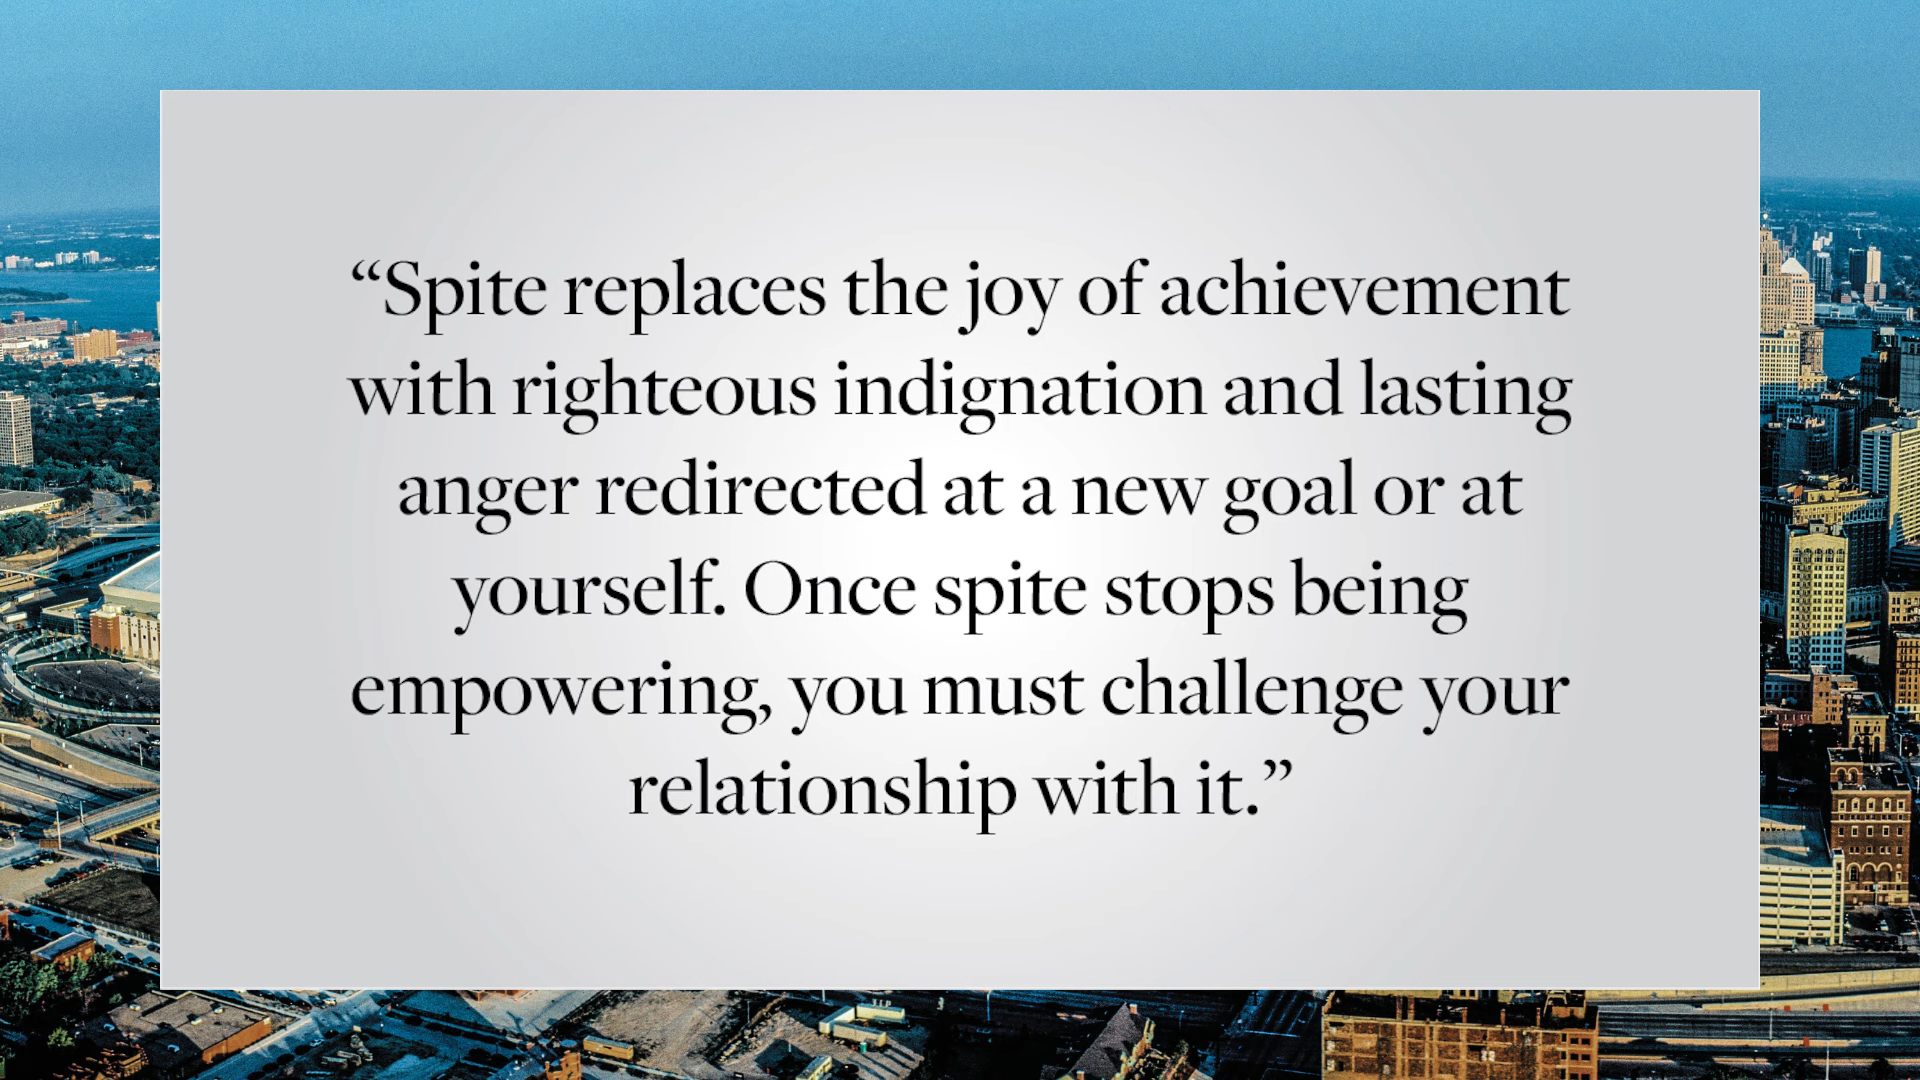 “Spite replaces the joy of achievement
with righteous indignation and lasting
anger redirected at a new goal or at
yourself. Once spite stops being
empowering, you must challenge your
relationship with it.”